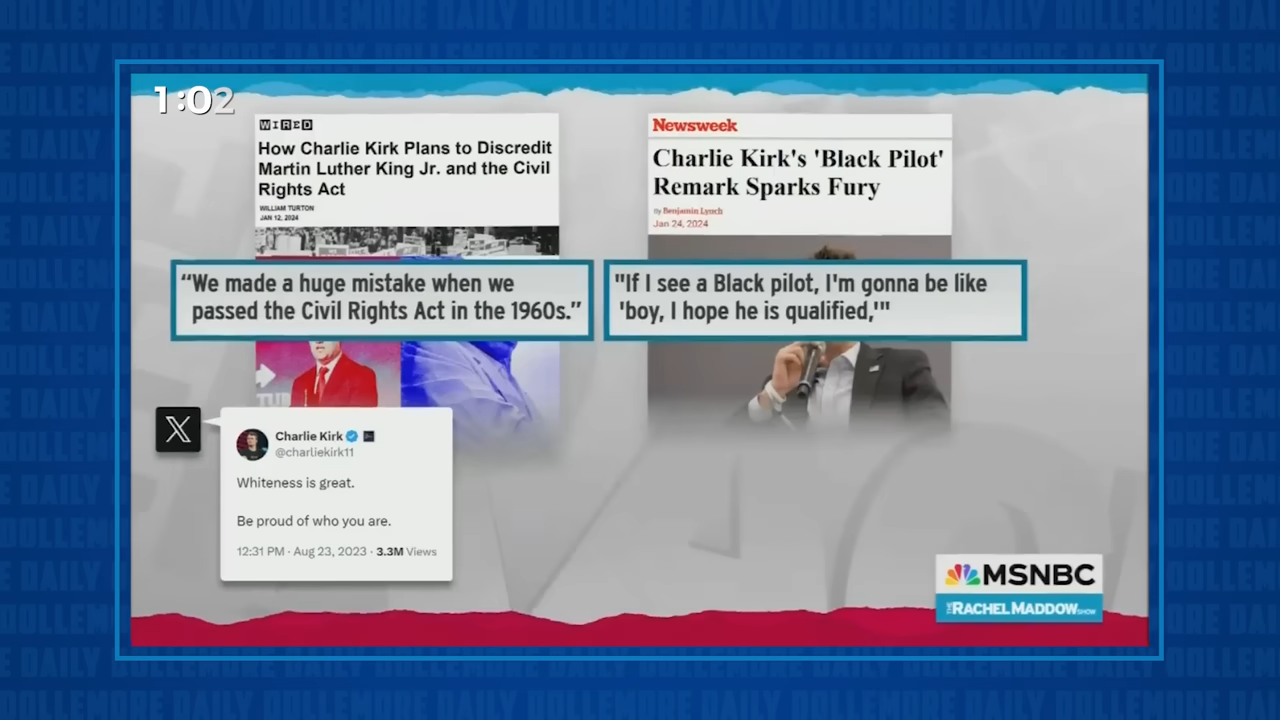 DOLLEMORE DAILY
1:02
WIRED
How Charlie Kirk Plans to Discredit
Martin Luther King Jr. and the Civil
Rights Act
WILLIAM TURTON
JAN 12, 2024
Newsweek
Charlie Kirk's 'Black Pilot'
Remark Sparks Fury
By Benjamin Lynch
Jan 24, 2024
“We made a huge mistake when we
passed the Civil Rights Act in the 1960s.”
"If I see a Black pilot, I'm gonna be like
'boy, I hope he is qualified,'"
X
Charlie Kirk
@charliekirk11
Whiteness is great.
Be proud of who you are.
12:31 PM · Aug 23, 2023 · 3.3M Views
MSNBC
THE RACHEL MADDOW SHOW